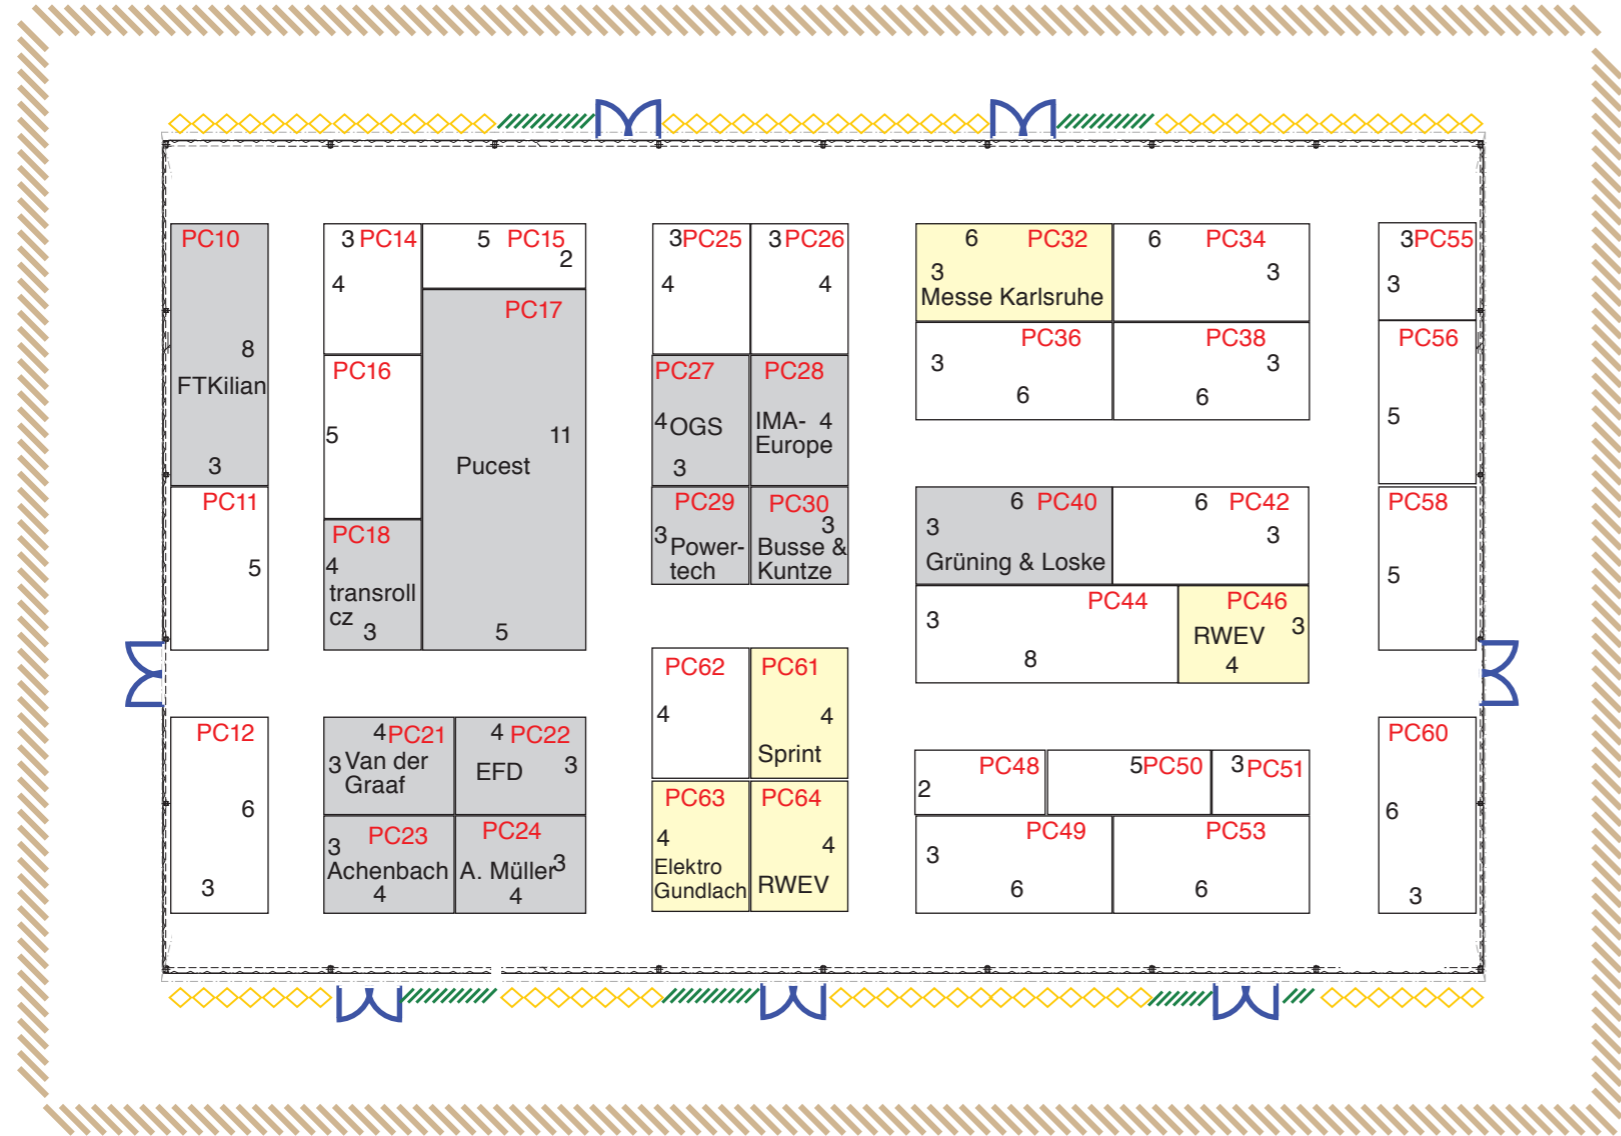 PC10
8
FTKilian
3
PC11
5
PC12
6
3
3 PC14
4
5 PC15
2
PC16
5
PC17
11
Pucest
5
PC18
4
transroll
cz
3
4 PC21
3 Van der
Graaf
4 PC22
EFD 3
PC23
3
Achenbach
4
PC24
A. Müller 3
4
3 PC25
4
3 PC26
4
PC27
4 OGS
3
PC28
IMA- 4
Europe
PC29
3 Power-
tech
PC30
3
Busse &
Kuntze
PC62
4
PC61
4
Sprint
PC63
4
Elektro
Gundlach
PC64
4
RWEV
6 PC32
3
Messe Karlsruhe
6 PC34
3
PC36
3
6
PC38
3
6
6 PC40
3
Grüning & Loske
6 PC42
3
PC44
3
8
PC46
RWEV 3
4
PC48
2
5 PC50
3 PC51
PC49
3
6
PC53
6
3 PC55
3
PC56
5
PC58
5
PC60
6
3